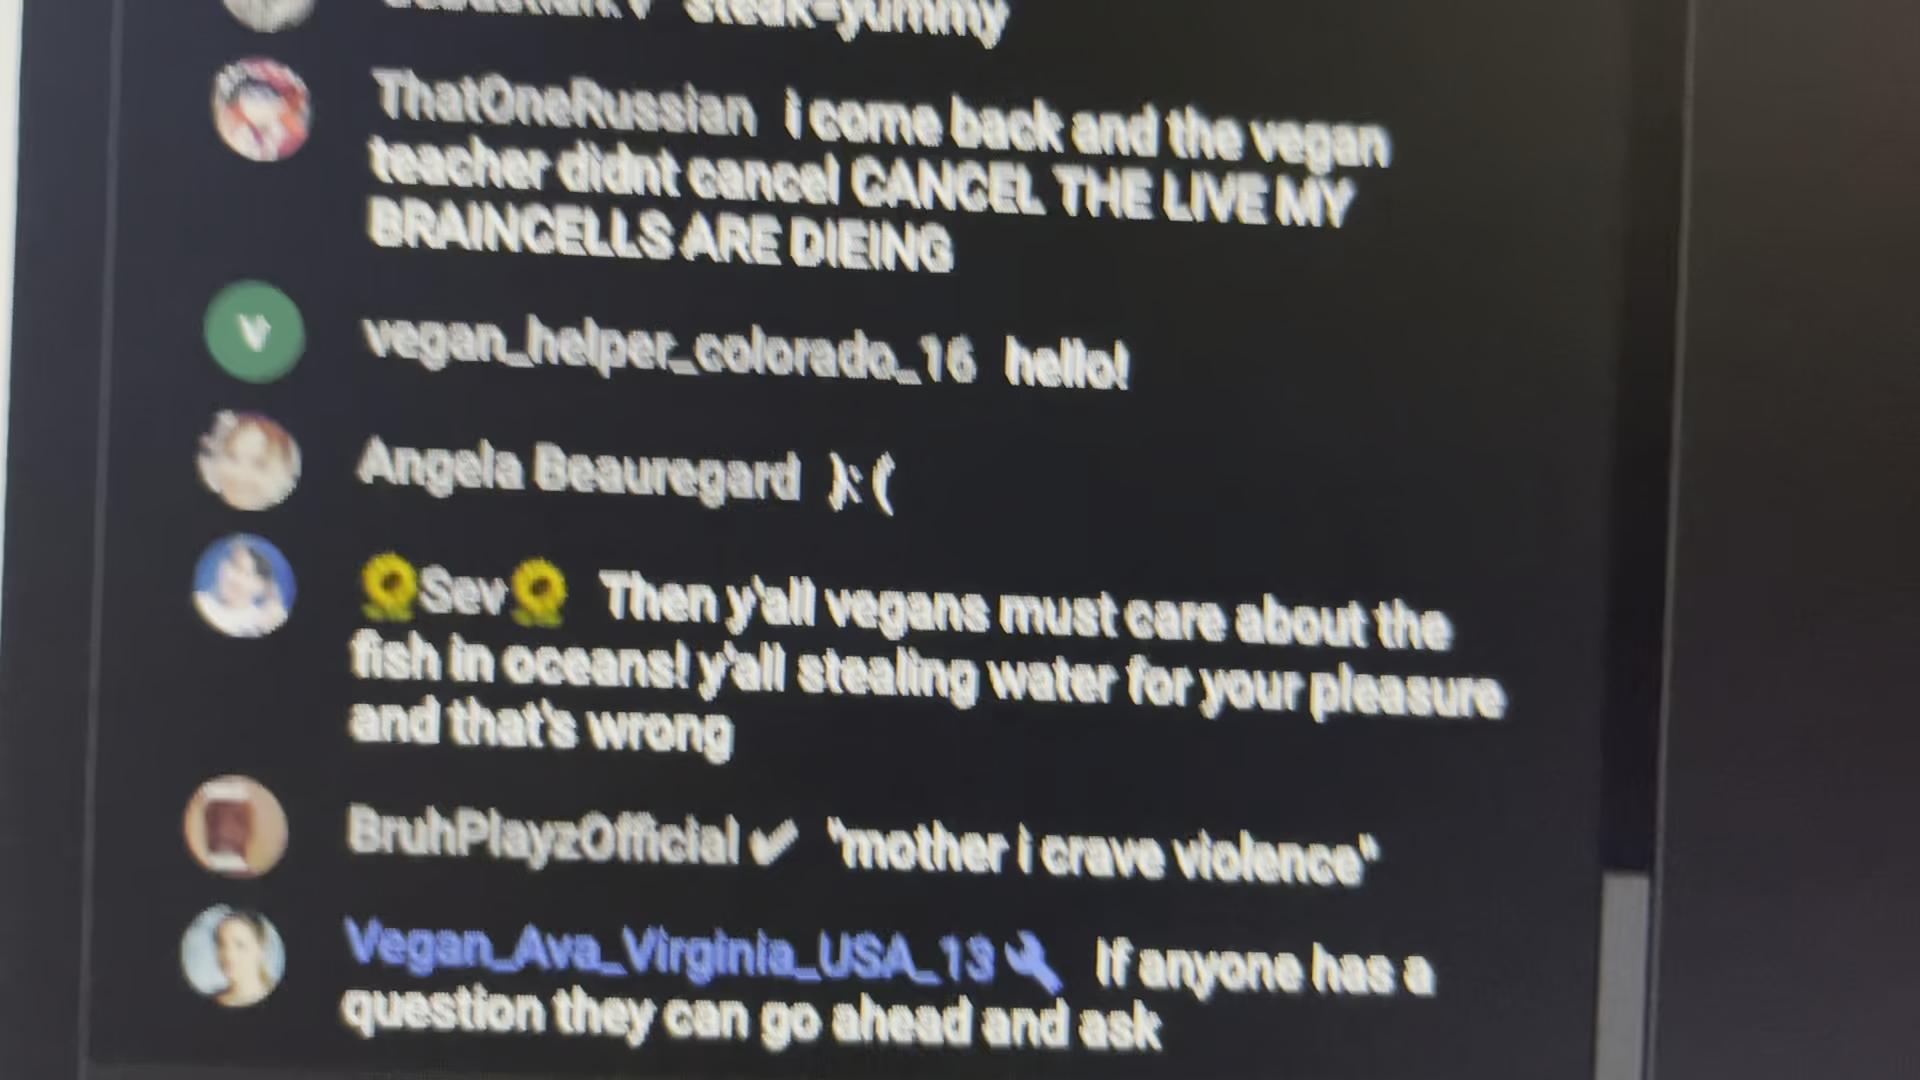 steak=yummy
ThatOneRussian i come back and the vegan
teacher didnt cancel CANCEL THE LIVE MY
BRAINCELLS ARE DIEING
V
vegan_helper_colorado_16 hello!
Angela Beauregard ):(
🌻Sev🌻 Then y'all vegans must care about the
fish in oceans! y'all stealing water for your pleasure
and that's wrong
BruhPlayzOfficial✔ "mother i crave violence"
Vegan_Ava_Virginia_USA_13 If anyone has a
question they can go ahead and ask